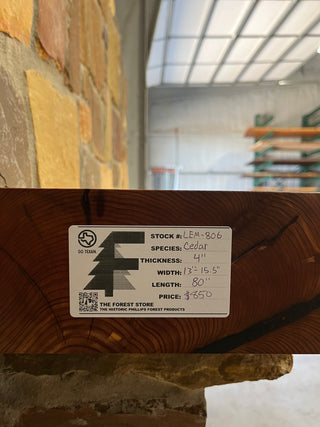 GO TEXAN.
STOCK #: LEM-806
SPECIES: Cedar
THICKNESS: 4"
WIDTH: 13"-15.5"
LENGTH: 80"
PRICE: $350
THE FOREST STORE
THE HISTORIC PHILLIPS FOREST PRODUCTS